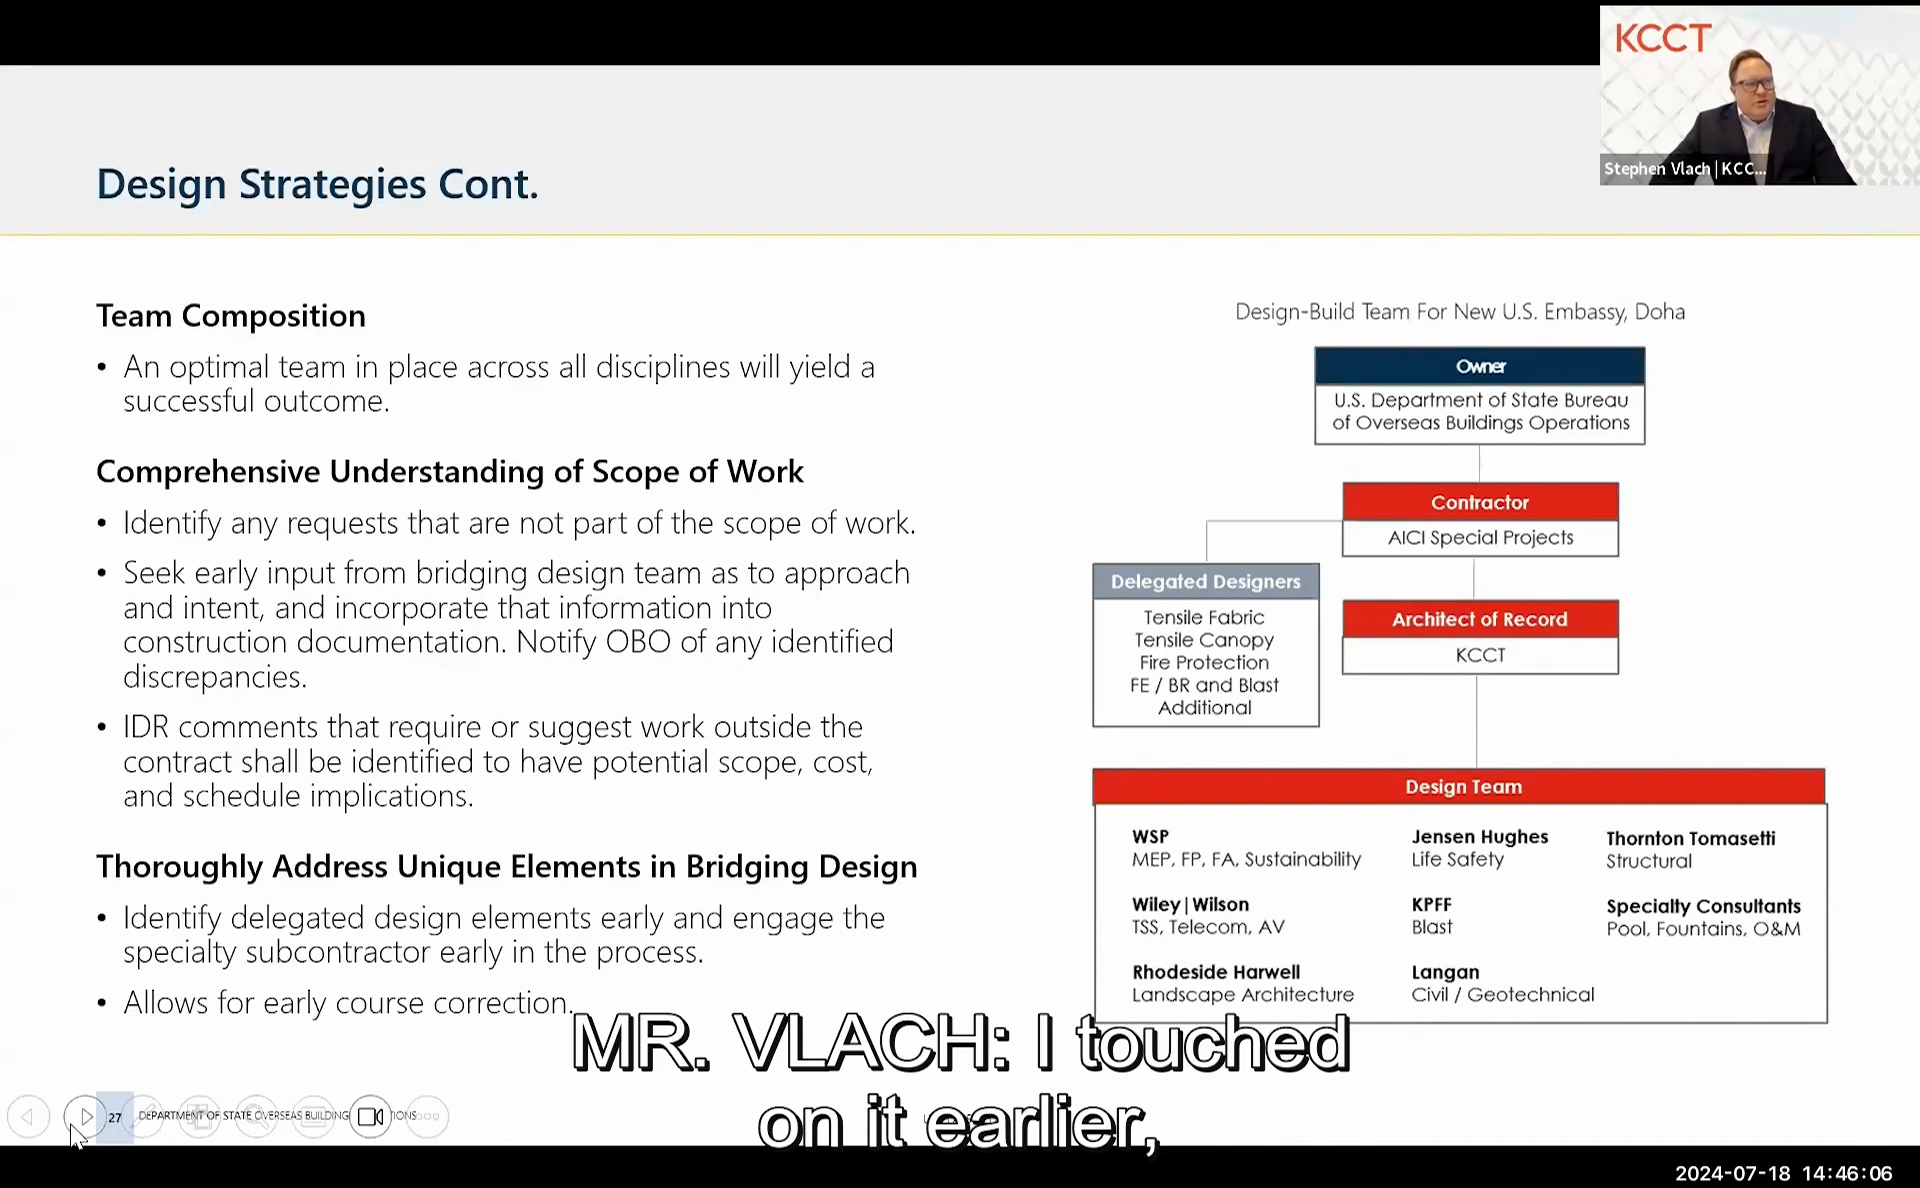 KCCT
Stephen Vlach | KCC...
Design Strategies Cont.
Team Composition
• An optimal team in place across all disciplines will yield a
successful outcome.
Comprehensive Understanding of Scope of Work
• Identify any requests that are not part of the scope of work.
• Seek early input from bridging design team as to approach
and intent, and incorporate that information into
construction documentation. Notify OBO of any identified
discrepancies.
• IDR comments that require or suggest work outside the
contract shall be identified to have potential scope, cost,
and schedule implications.
Thoroughly Address Unique Elements in Bridging Design
• Identify delegated design elements early and engage the
specialty subcontractor early in the process.
• Allows for early course correction.
Design-Build Team For New U.S. Embassy, Doha
Owner
U.S. Department of State Bureau
of Overseas Buildings Operations
Contractor
AICI Special Projects
Delegated Designers
Tensile Fabric
Tensile Canopy
Fire Protection
FE / BR and Blast
Additional
Architect of Record
KCCT
Design Team
WSP
MEP, FP, FA, Sustainability
Jensen Hughes
Life Safety
Thornton Tomasetti
Structural
Wiley|Wilson
TSS, Telecom, AV
KPFF
Blast
Specialty Consultants
Pool, Fountains, O&M
Rhodeside Harwell
Landscape Architecture
Langan
Civil / Geotechnical
MR. VLACH: I touched
on it earlier,
27
DEPARTMENT OF STATE OVERSEAS BUILDING
2024-07-18 14:46:06